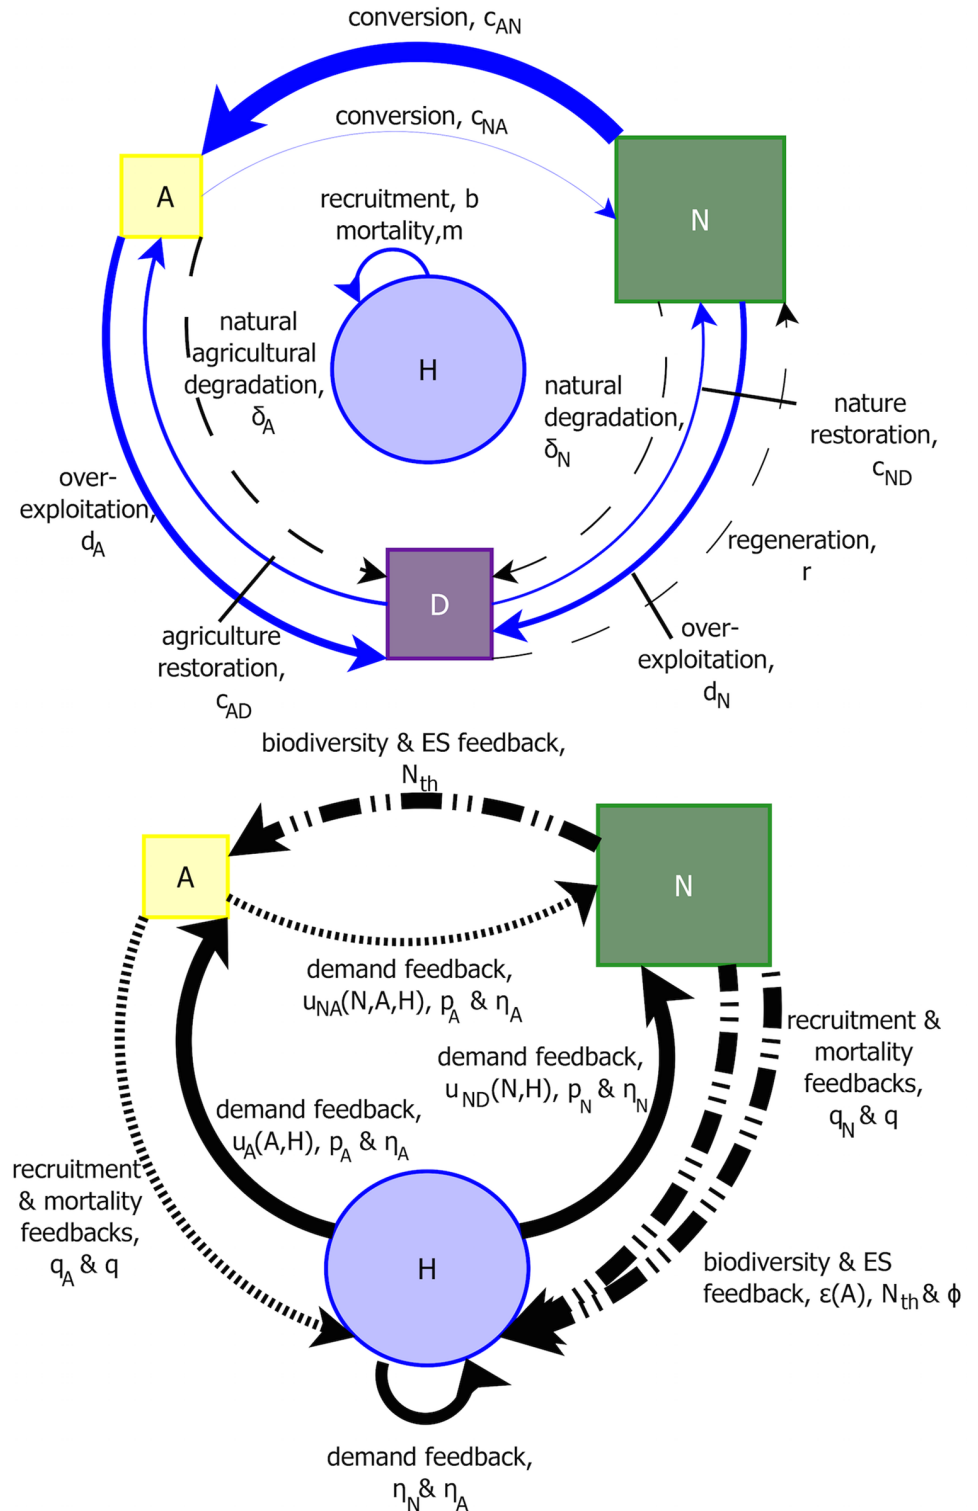 conversion, cAN
conversion, cNA
A
N
recruitment, b
mortality,m
H
natural
agricultural
degradation,
δA
natural
degradation,
δN
nature
restoration,
cND
over-
exploitation,
dA
regeneration,
r
D
agriculture
restoration,
cAD
over-
exploitation,
dN
biodiversity & ES feedback,
Nth
A
N
demand feedback,
uNA(N,A,H), pA & ηA
recruitment &
mortality
feedbacks,
qN & q
demand feedback,
uND(N,H), pN & ηN
demand feedback,
uA(A,H), pA & ηA
recruitment
& mortality
feedbacks,
qA & q
H
biodiversity & ES
feedback, ε(A), Nth & ϕ
demand feedback,
ηN & ηA